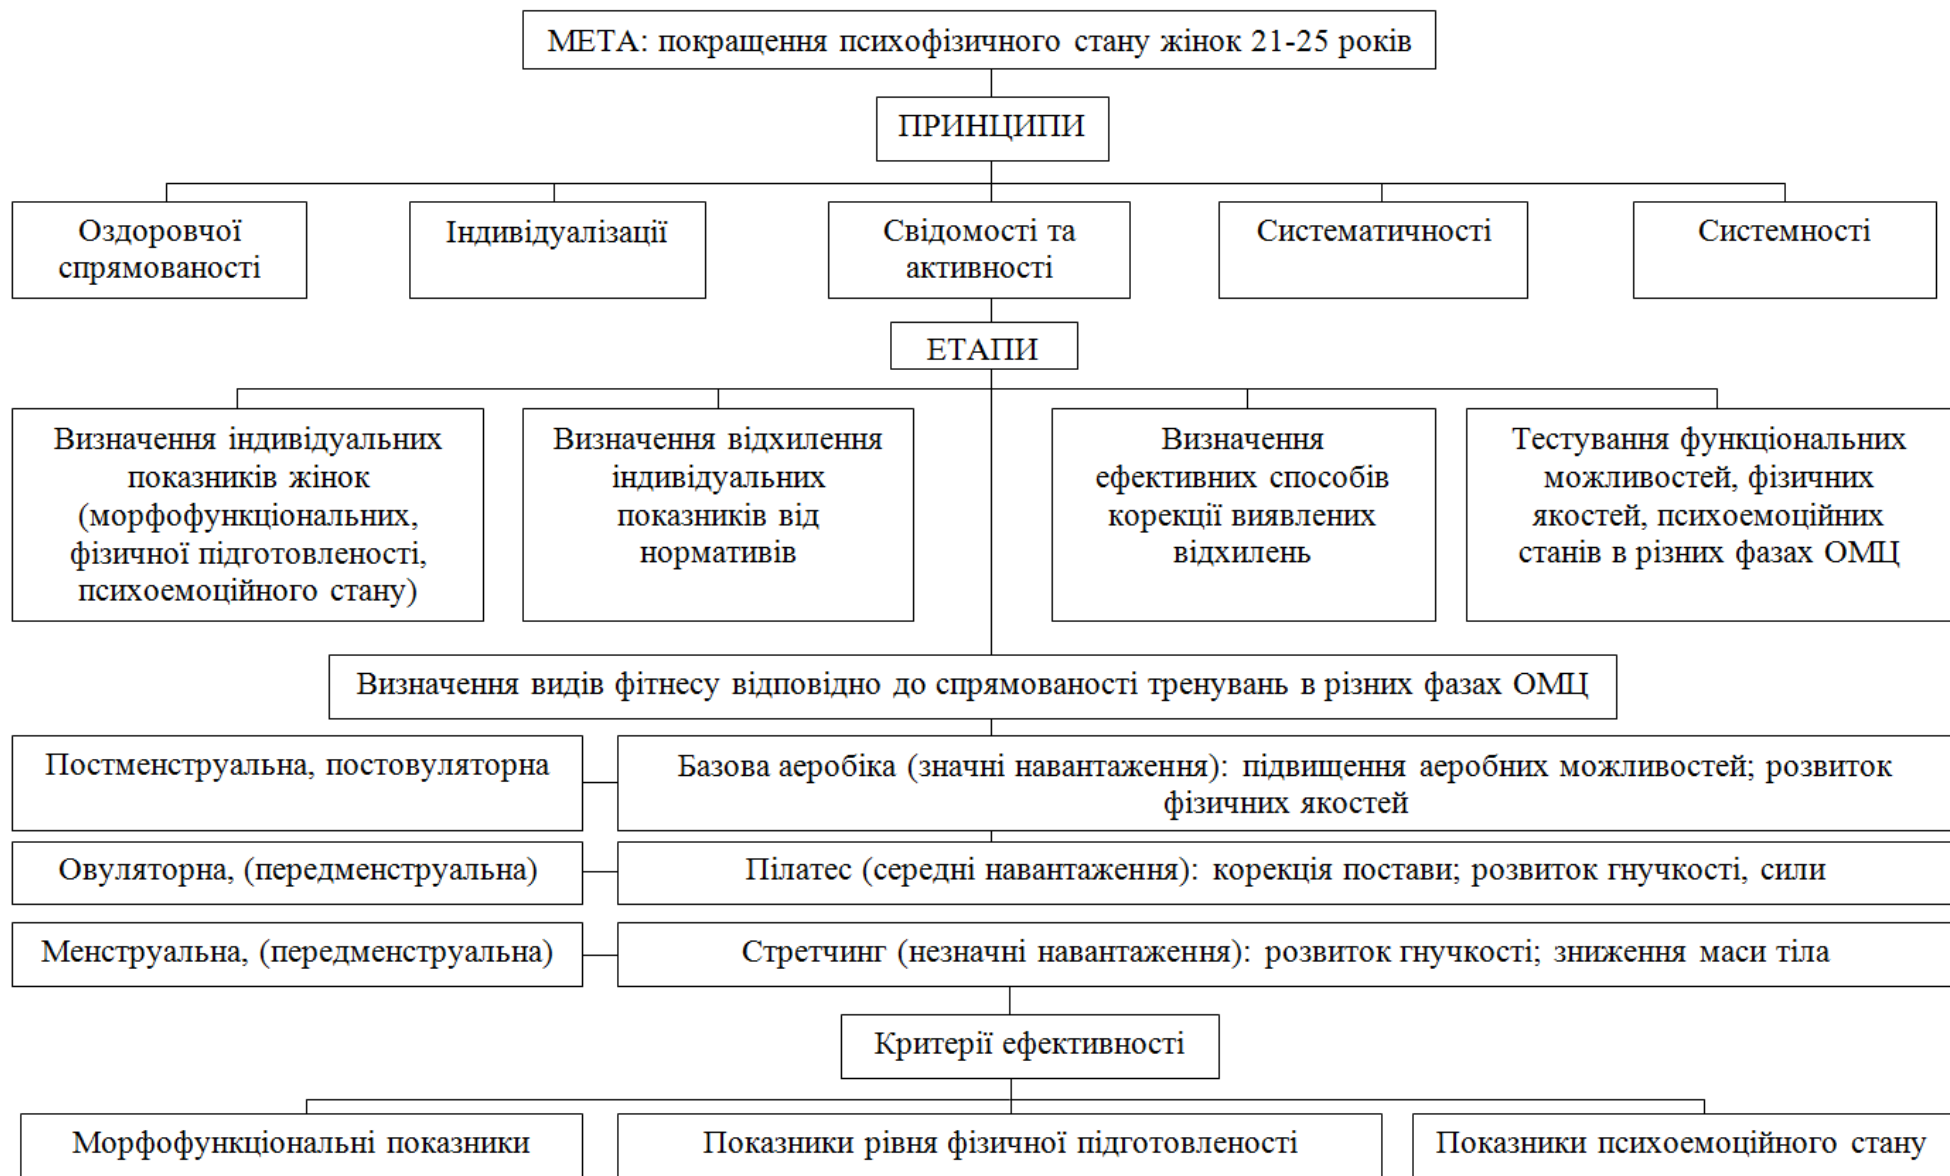 МЕТА: покращення психофізичного стану жінок 21-25 років
ПРИНЦИПИ
Оздоровчої
спрямованості
Індивідуалізації
Свідомості та
активності
Систематичності
Системності
ЕТАПИ
Визначення індивідуальних
показників жінок
(морфофункціональних,
фізичної підготовленості,
психоемоційного стану)
Визначення відхилення
індивідуальних
показників від
нормативів
Визначення
ефективних способів
корекції виявлених
відхилень
Тестування функціональних
можливостей, фізичних
якостей, психоемоційних
станів в різних фазах ОМЦ
Визначення видів фітнесу відповідно до спрямованості тренувань в різних фазах ОМЦ
Постменструальна, постовуляторна
Базова аеробіка (значні навантаження): підвищення аеробних можливостей; розвиток
фізичних якостей
Овуляторна, (передменструальна)
Пілатес (середні навантаження): корекція постави; розвиток гнучкості, сили
Менструальна, (передменструальна)
Стретчинг (незначні навантаження): розвиток гнучкості; зниження маси тіла
Критерії ефективності
Морфофункціональні показники
Показники рівня фізичної підготовленості
Показники психоемоційного стану